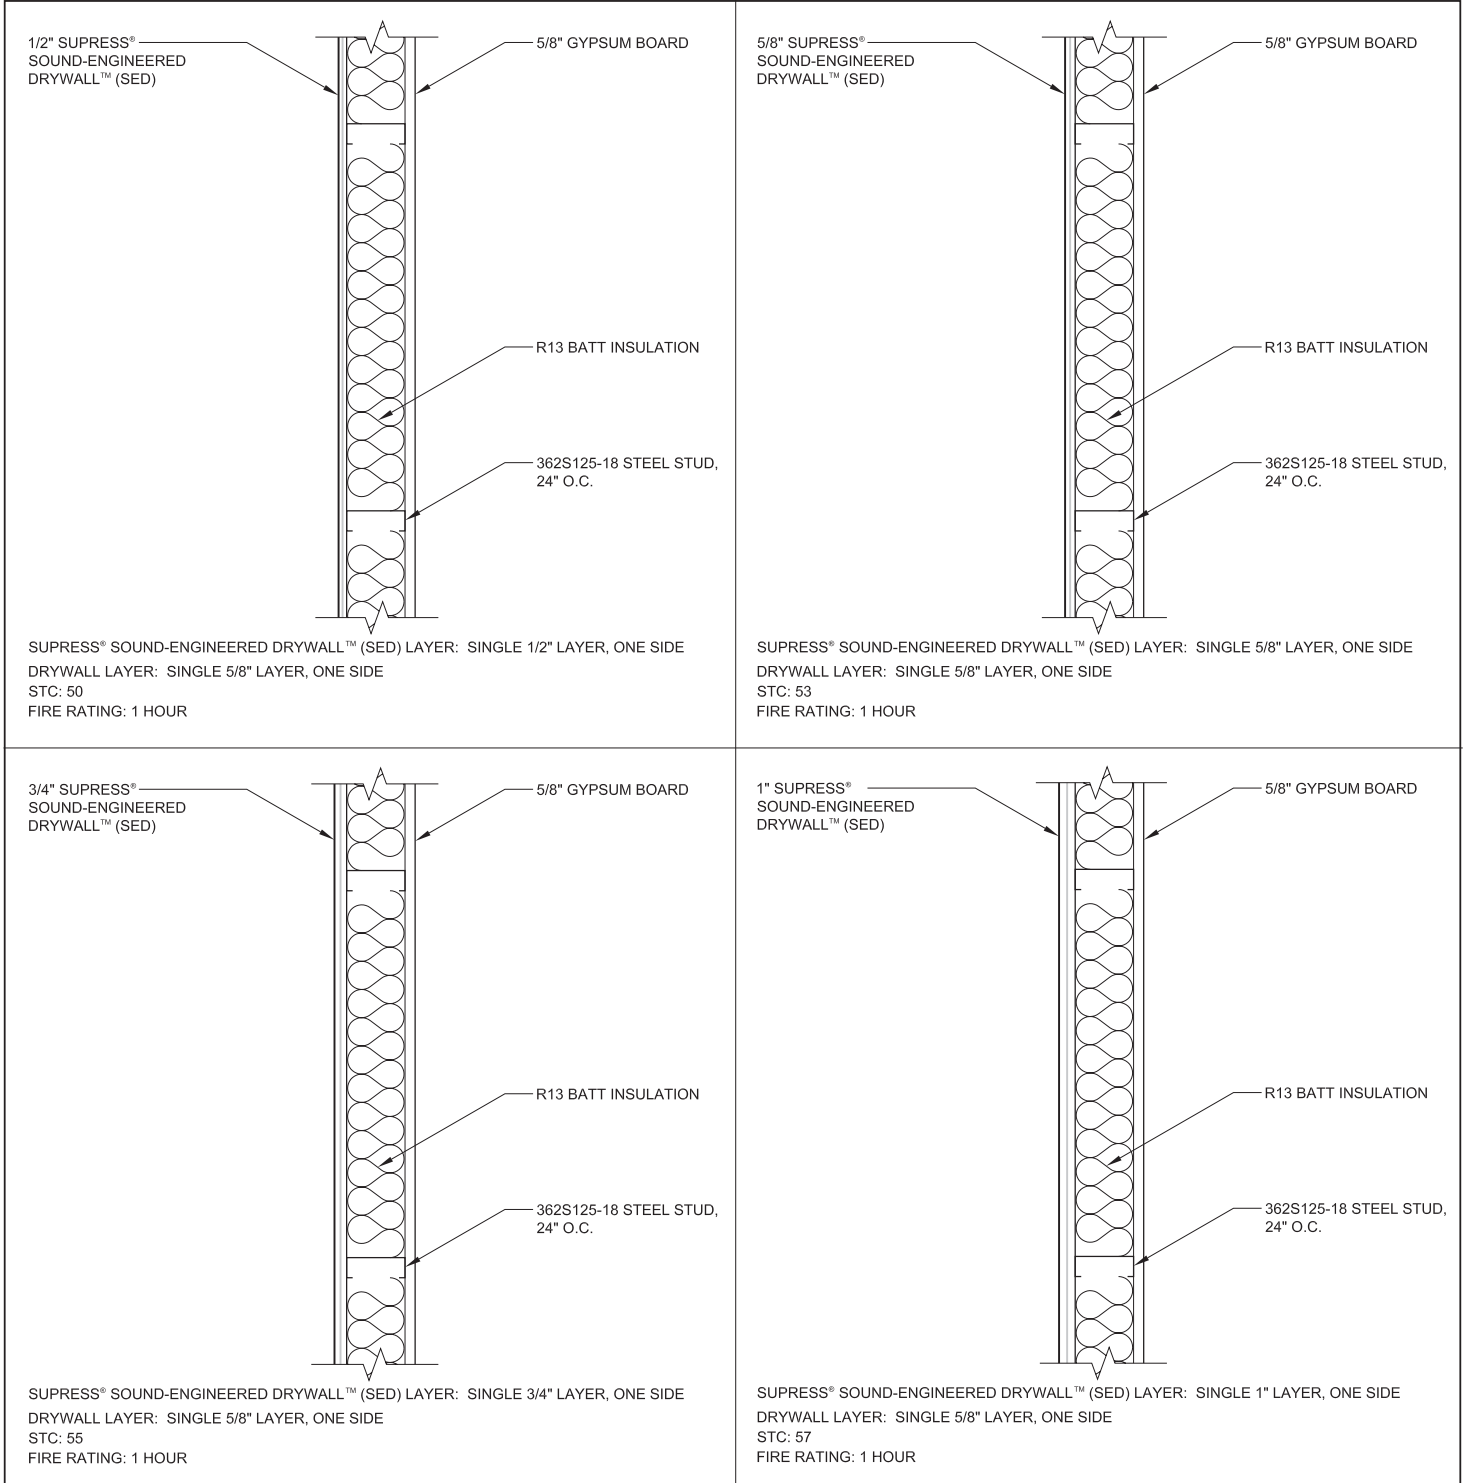 1/2" SUPRESS®
SOUND-ENGINEERED
DRYWALL™ (SED)
5/8" GYPSUM BOARD
R13 BATT INSULATION
362S125-18 STEEL STUD,
24" O.C.
SUPRESS® SOUND-ENGINEERED DRYWALL™ (SED) LAYER: SINGLE 1/2" LAYER, ONE SIDE
DRYWALL LAYER: SINGLE 5/8" LAYER, ONE SIDE
STC: 50
FIRE RATING: 1 HOUR
5/8" SUPRESS®
SOUND-ENGINEERED
DRYWALL™ (SED)
5/8" GYPSUM BOARD
R13 BATT INSULATION
362S125-18 STEEL STUD,
24" O.C.
SUPRESS® SOUND-ENGINEERED DRYWALL™ (SED) LAYER: SINGLE 5/8" LAYER, ONE SIDE
DRYWALL LAYER: SINGLE 5/8" LAYER, ONE SIDE
STC: 53
FIRE RATING: 1 HOUR
3/4" SUPRESS®
SOUND-ENGINEERED
DRYWALL™ (SED)
5/8" GYPSUM BOARD
R13 BATT INSULATION
362S125-18 STEEL STUD,
24" O.C.
SUPRESS® SOUND-ENGINEERED DRYWALL™ (SED) LAYER: SINGLE 3/4" LAYER, ONE SIDE
DRYWALL LAYER: SINGLE 5/8" LAYER, ONE SIDE
STC: 55
FIRE RATING: 1 HOUR
1" SUPRESS®
SOUND-ENGINEERED
DRYWALL™ (SED)
5/8" GYPSUM BOARD
R13 BATT INSULATION
362S125-18 STEEL STUD,
24" O.C.
SUPRESS® SOUND-ENGINEERED DRYWALL™ (SED) LAYER: SINGLE 1" LAYER, ONE SIDE
DRYWALL LAYER: SINGLE 5/8" LAYER, ONE SIDE
STC: 57
FIRE RATING: 1 HOUR